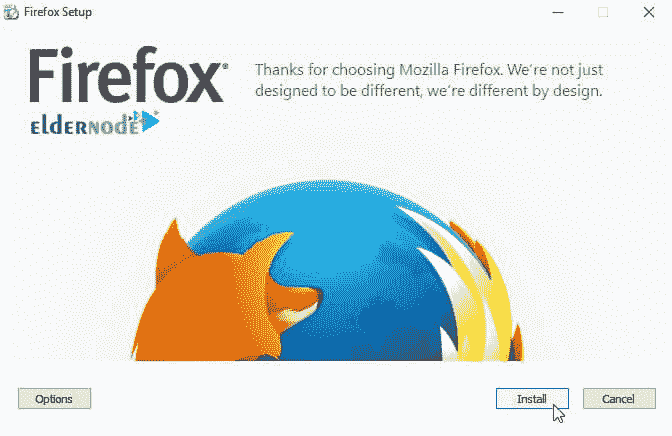 Firefox Setup
Firefox®
Thanks for choosing Mozilla Firefox. We're not just
designed to be different, we're different by design.
ELDERNODE
Options
Install
Cancel